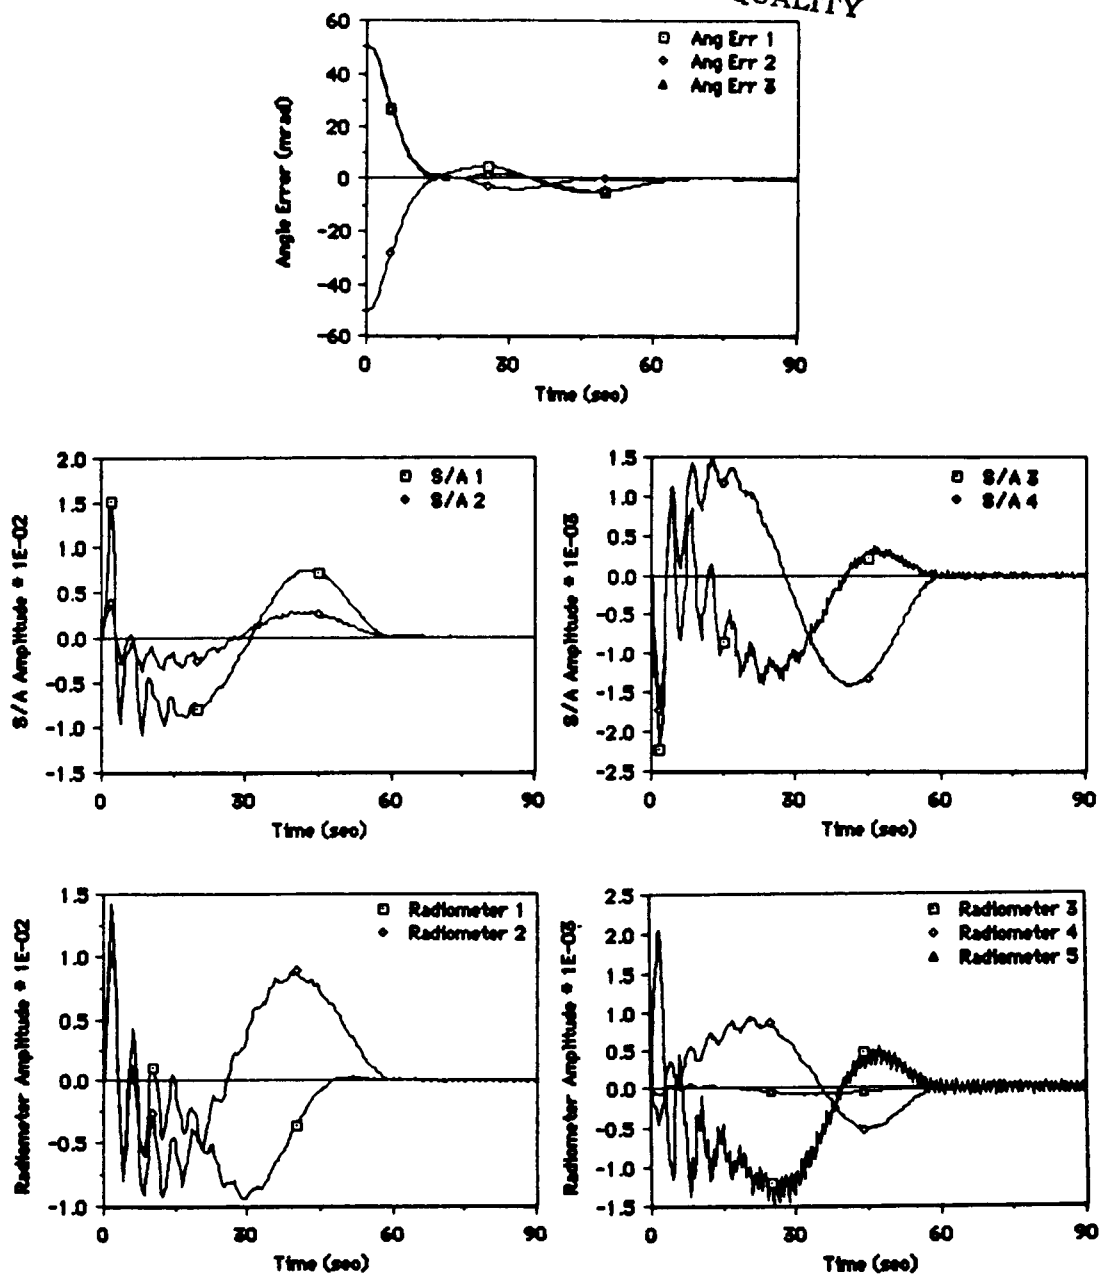 QUALITY
60
40
20
0
-20
-40
-60
Angle Error (mrad)
Ang Err 1
Ang Err 2
Ang Err 3
0 30 60 90
Time (sec)
2.0
1.5
1.0
0.5
0.0
-0.5
-1.0
-1.5
S/A Amplitude * 1E-02
S/A 1
S/A 2
0 30 60 90
Time (sec)
1.5
1.0
0.5
0.0
-0.5
-1.0
-1.5
-2.0
-2.5
S/A Amplitude * 1E-03
S/A 3
S/A 4
0 30 60 90
Time (sec)
1.5
1.0
0.5
0.0
-0.5
-1.0
Radiometer Amplitude * 1E-02
Radiometer 1
Radiometer 2
0 30 60 90
Time (sec)
2.5
2.0
1.5
1.0
0.5
0.0
-0.5
-1.0
-1.5
Radiometer Amplitude * 1E-03
Radiometer 3
Radiometer 4
Radiometer 5
0 30 60 90
Time (sec)